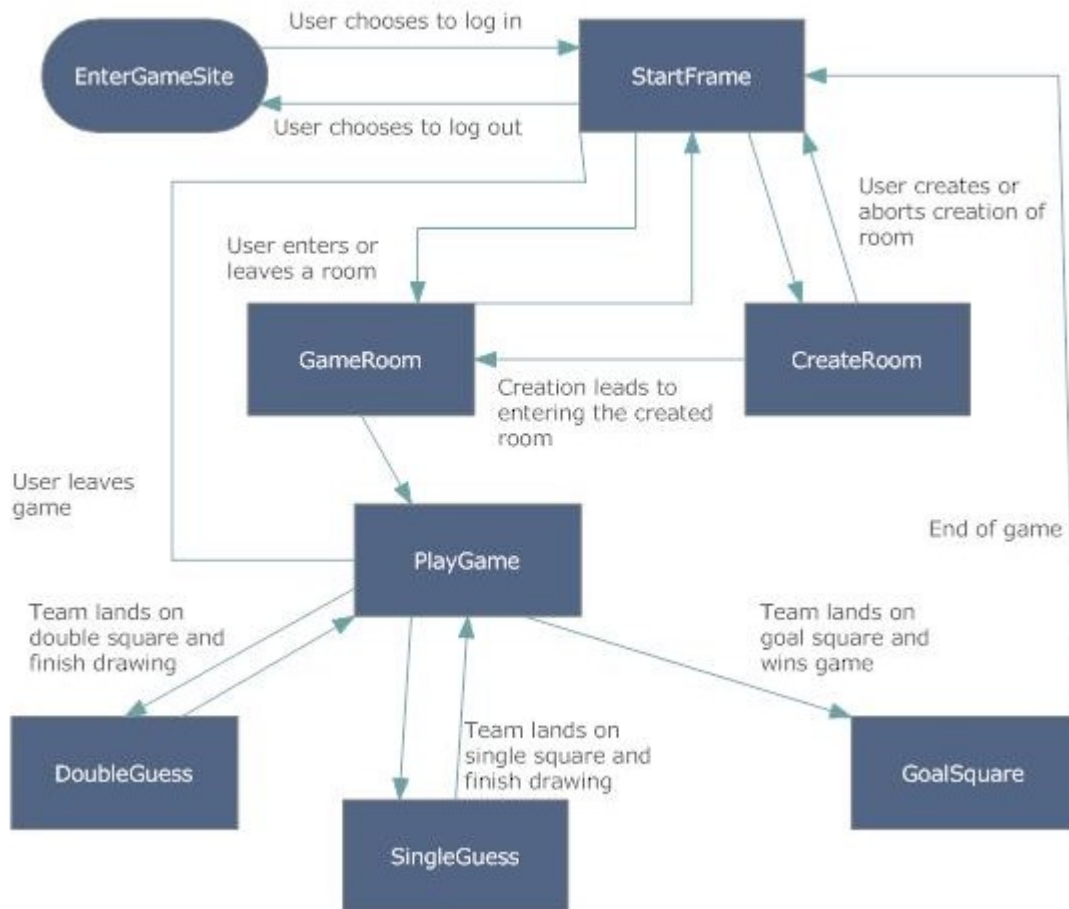 User chooses to log in
EnterGameSite
StartFrame
User chooses to log out
User creates or
aborts creation of
room
User enters or
leaves a room
GameRoom
CreateRoom
Creation leads to
entering the created
room
User leaves
game
End of game
PlayGame
Team lands on
double square and
finish drawing
Team lands on
goal square and
wins game
Team lands on
single square and
finish drawing
DoubleGuess
GoalSquare
SingleGuess